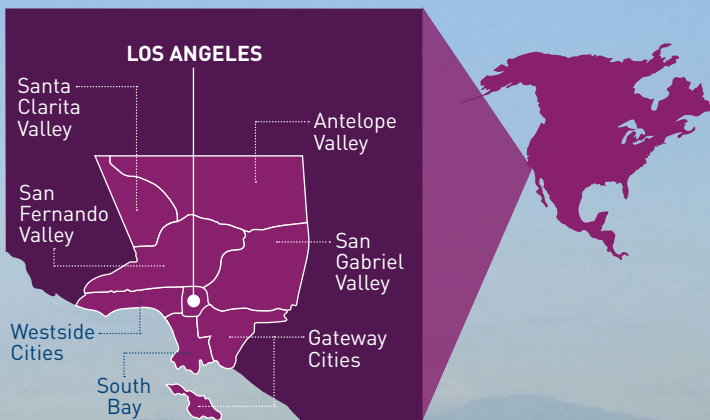 LOS ANGELES
Santa
Clarita
Valley
Antelope
Valley
San
Fernando
Valley
San
Gabriel
Valley
Westside
Cities
Gateway
Cities
South
Bay